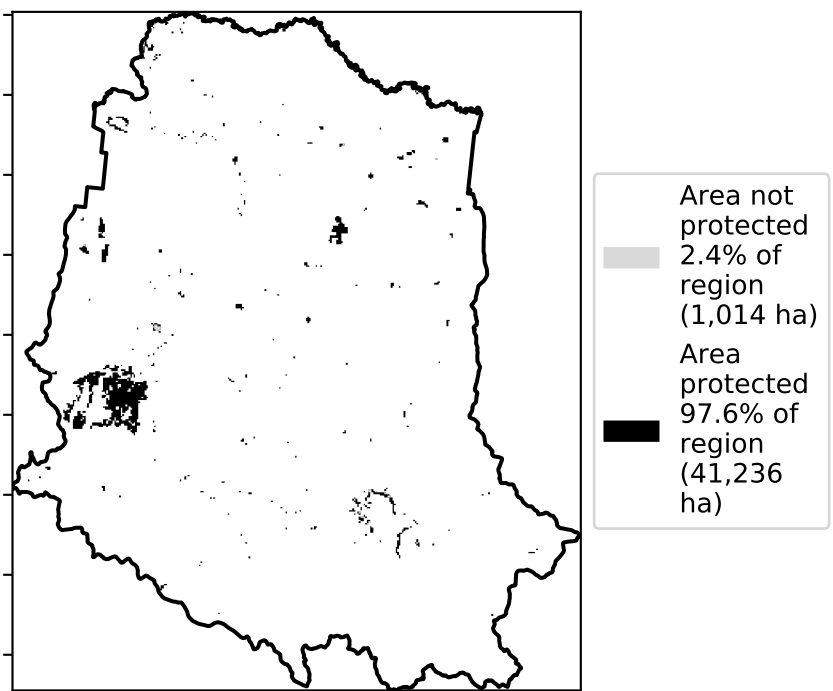 Area not
protected
2.4% of
region
(1,014 ha)
Area
protected
97.6% of
region
(41,236
ha)